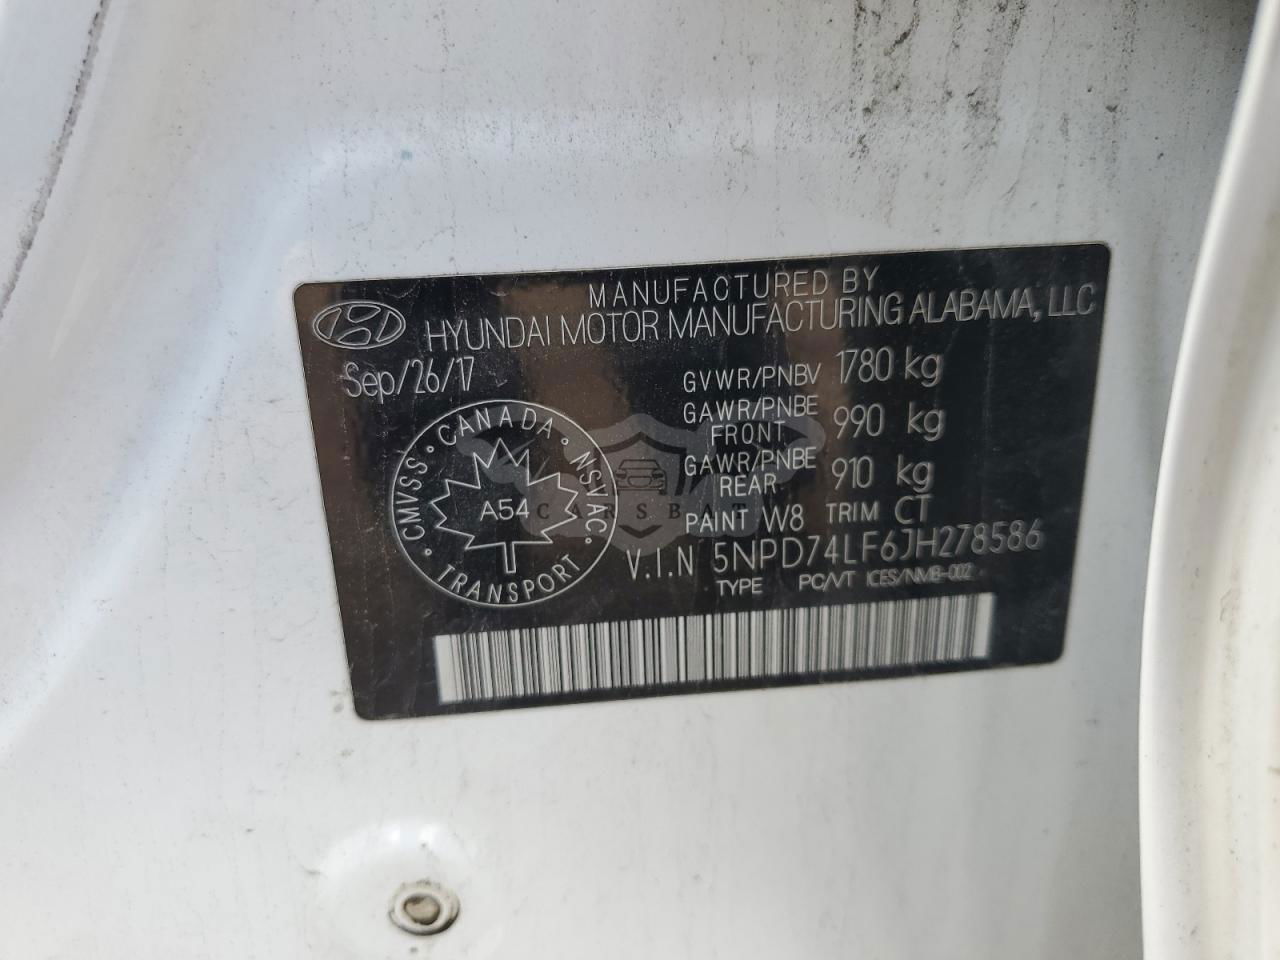 MANUFACTURED BY
HYUNDAI MOTOR MANUFACTURING ALABAMA, LLC
Sep/26/17
GVWR/PNBV 1780 kg
GAWR/PNBE FRONT 990 kg
GAWR/PNBE REAR 910 kg
PAINT W8 TRIM CT
V.I.N 5NPD74LF6JH278586
TYPE PC/VT ICES/NMB-002
CANADA · NSVAC · TRANSPORT · CMVSS ·
A54
CARSBAT